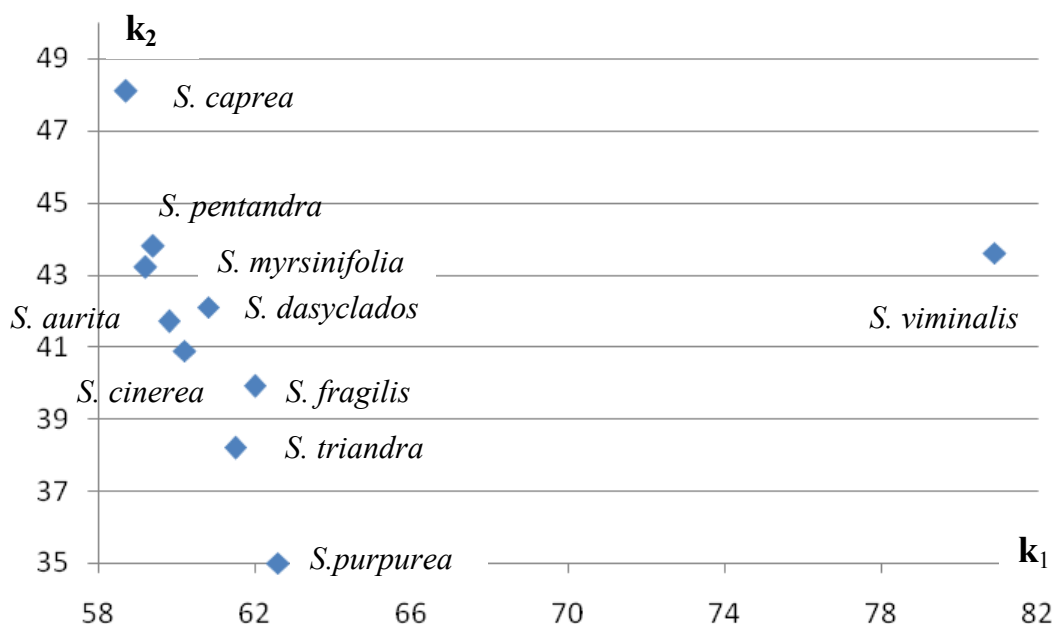 k₂
49
S. caprea
47
45
S. pentandra
43
S. myrsinifolia
S. dasyclados
S. aurita
S. viminalis
41
S. cinerea
S. fragilis
39
S. triandra
37
S.purpurea
k₁
35
58 62 66 70 74 78 82